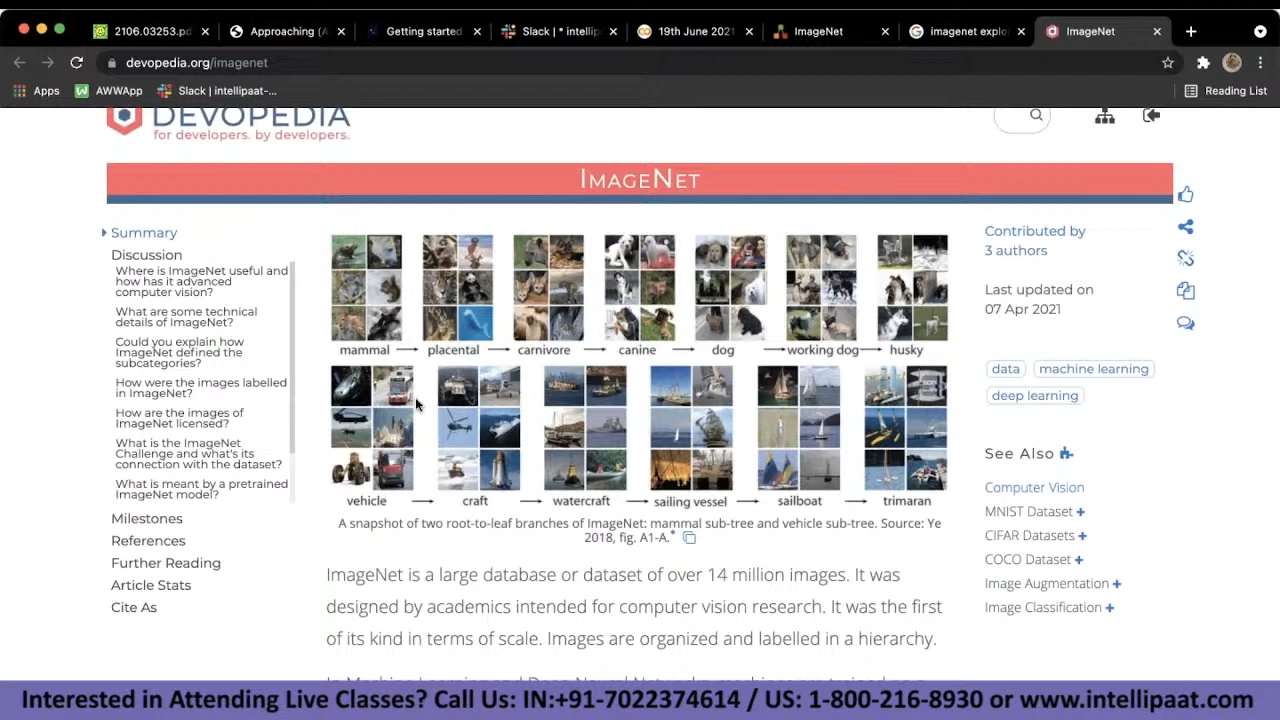 2106.03253.pd
Approaching (A
Getting started
Slack | * intellip
19th June 2021
ImageNet
imagenet explo
ImageNet
devopedia.org/imagenet
Apps
AWWApp
Slack | intellipaat-...
Reading List
DEVOPEDIA
for developers. by developers.
IMAGENET
Summary
Discussion
Where is ImageNet useful and
how has it advanced
computer vision?
What are some technical
details of ImageNet?
Could you explain how
ImageNet defined the
subcategories?
How were the images labelled
in ImageNet?
How are the images of
ImageNet licensed?
What is the ImageNet
Challenge and what's its
connection with the dataset?
What is meant by a pretrained
ImageNet model?
Milestones
References
Further Reading
Article Stats
Cite As
mammal placental carnivore canine dog working dog husky
vehicle craft watercraft sailing vessel sailboat trimaran
A snapshot of two root-to-leaf branches of ImageNet: mammal sub-tree and vehicle sub-tree. Source: Ye
2018, fig. A1-A.*
ImageNet is a large database or dataset of over 14 million images. It was
designed by academics intended for computer vision research. It was the first
of its kind in terms of scale. Images are organized and labelled in a hierarchy.
Contributed by
3 authors
Last updated on
07 Apr 2021
data machine learning
deep learning
See Also
Computer Vision
MNIST Dataset +
CIFAR Datasets +
COCO Dataset +
Image Augmentation +
Image Classification +
Interested in Attending Live Classes? Call Us: IN:+91-7022374614 / US: 1-800-216-8930 or www.intellipaat.com